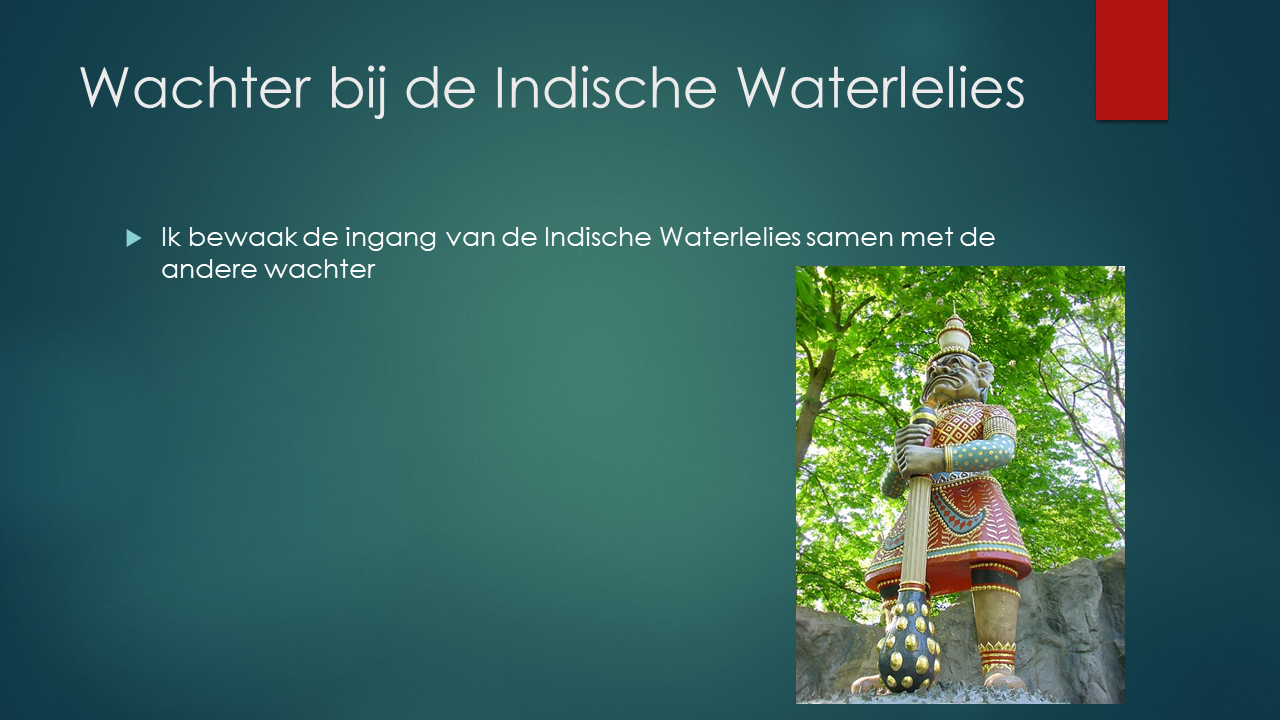 Wachter bij de Indische Waterlelies
Ik bewaak de ingang van de Indische Waterlelies samen met de
andere wachter